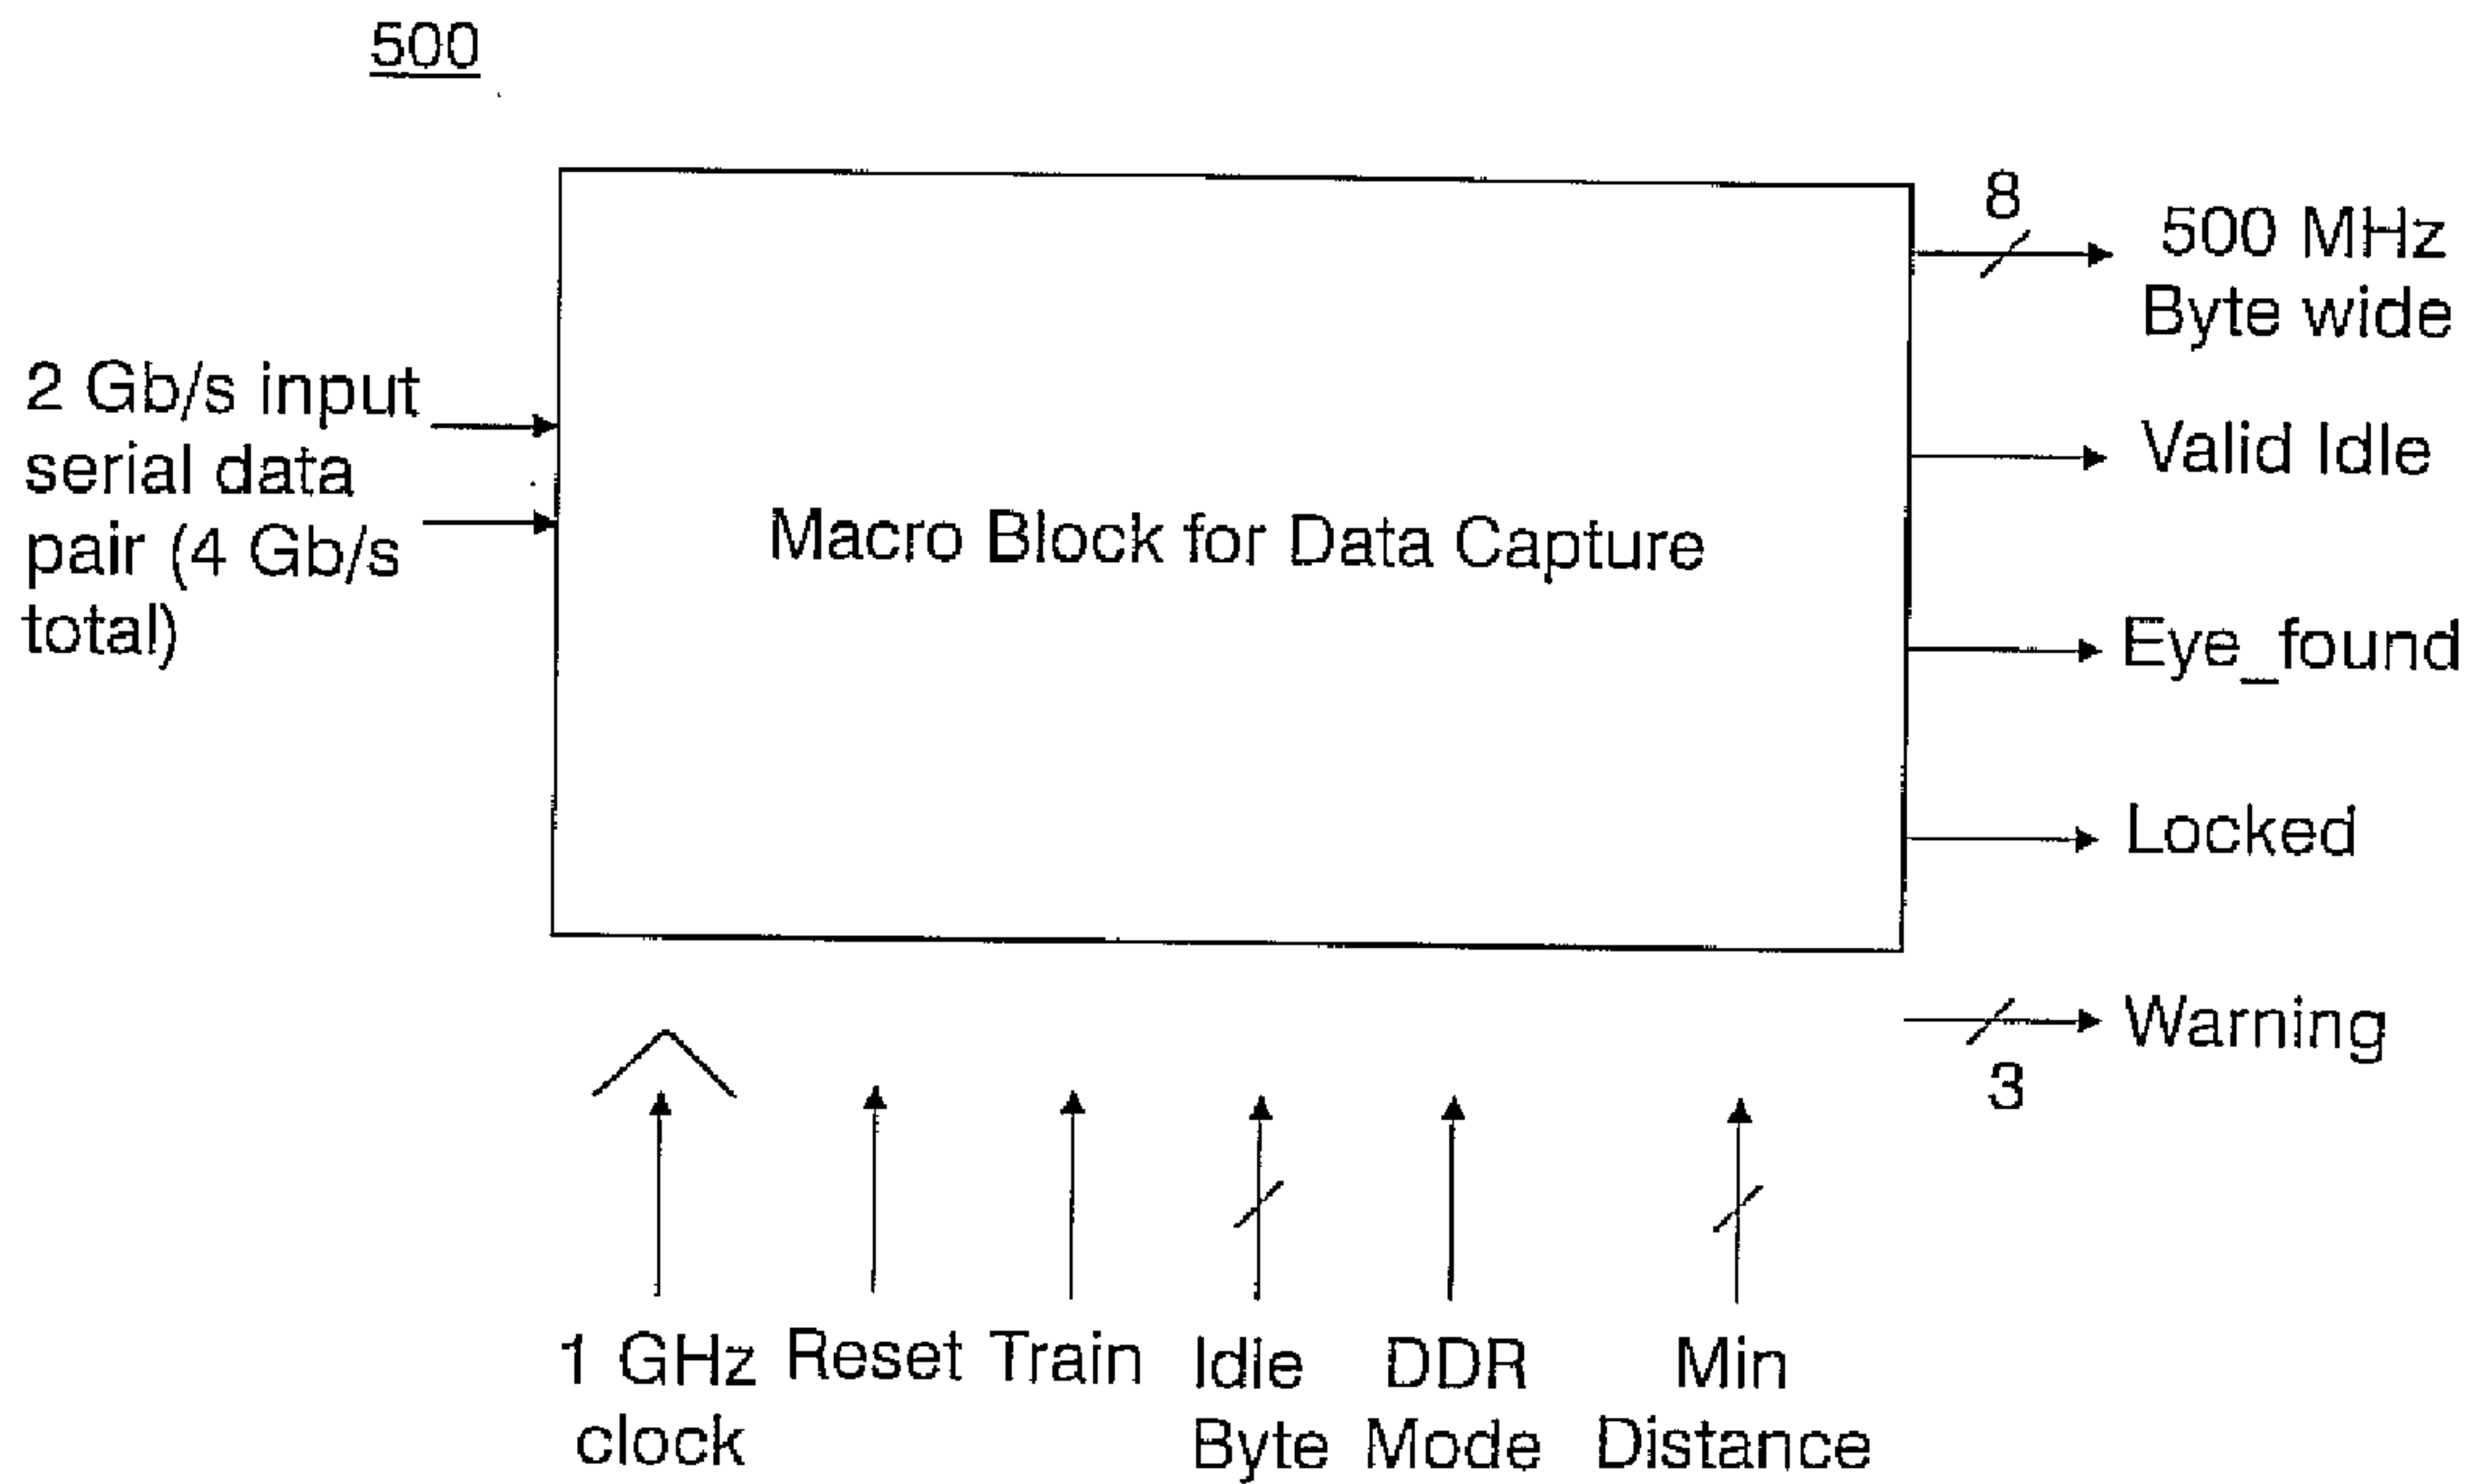 500
8
500 MHz
Byte wide
2 Gb/s input
serial data
pair (4 Gb/s
total)
Macro Block for Data Capture
Valid Idle
Eye_found
Locked
Warning
3
1 GHz
clock
Reset
Train
Idle
Byte
DDR
Mode
Min
Distance